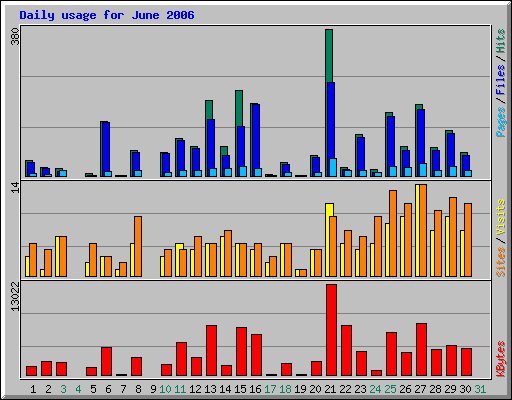 Daily usage for June 2006
380
14
13022
Pages / Files / Hits
Sites / Visits
KBytes
1 2 3 4 5 6 7 8 9 10 11 12 13 14 15 16 17 18 19 20 21 22 23 24 25 26 27 28 29 30 31